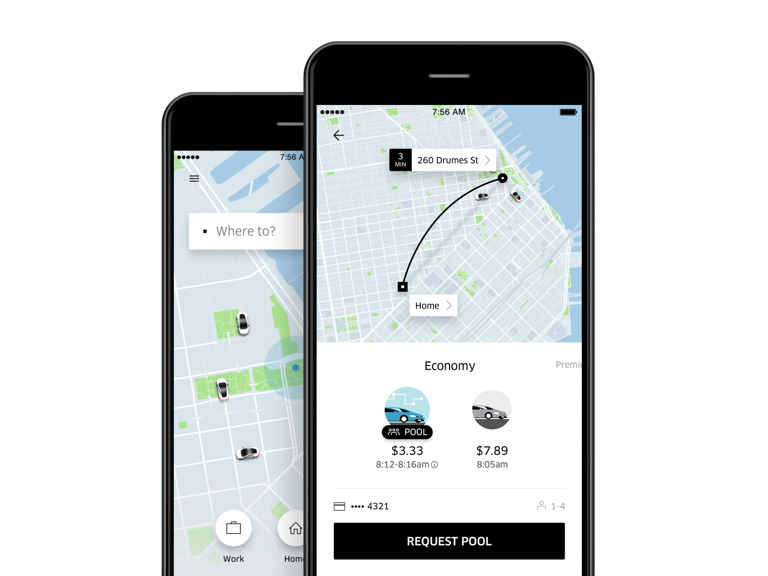 7:56 A
Where to?
Work
Home
7:56 AM
3
MIN
260 Drumes St
Home
Economy
Premi
POOL
$3.33
8:12-8:16am
$7.89
8:05am
•••• 4321
1-4
REQUEST POOL